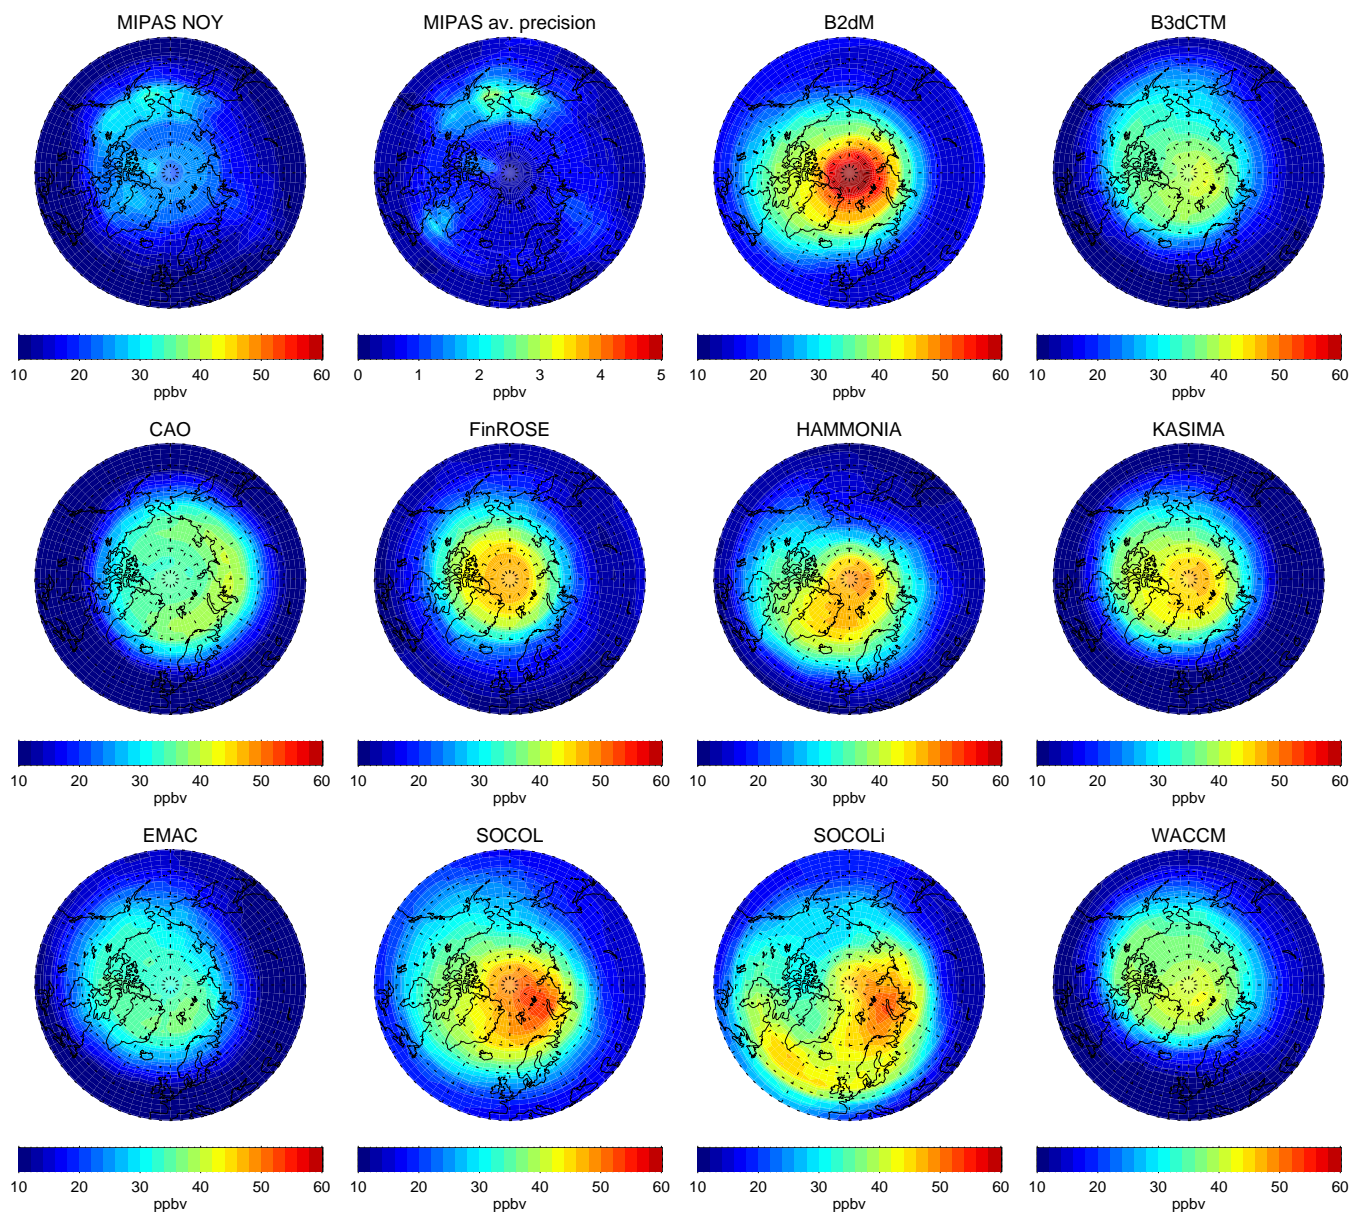 MIPAS NOY MIPAS av. precision B2dM B3dCTM
10 20 30 40 50 60 0 1 2 3 4 5 10 20 30 40 50 60 10 20 30 40 50 60
ppbv ppbv ppbv ppbv
CAO FinROSE HAMMONIA KASIMA
10 20 30 40 50 60 10 20 30 40 50 60 10 20 30 40 50 60 10 20 30 40 50 60
ppbv ppbv ppbv ppbv
EMAC SOCOL SOCOLi WACCM
10 20 30 40 50 60 10 20 30 40 50 60 10 20 30 40 50 60 10 20 30 40 50 60
ppbv ppbv ppbv ppbv